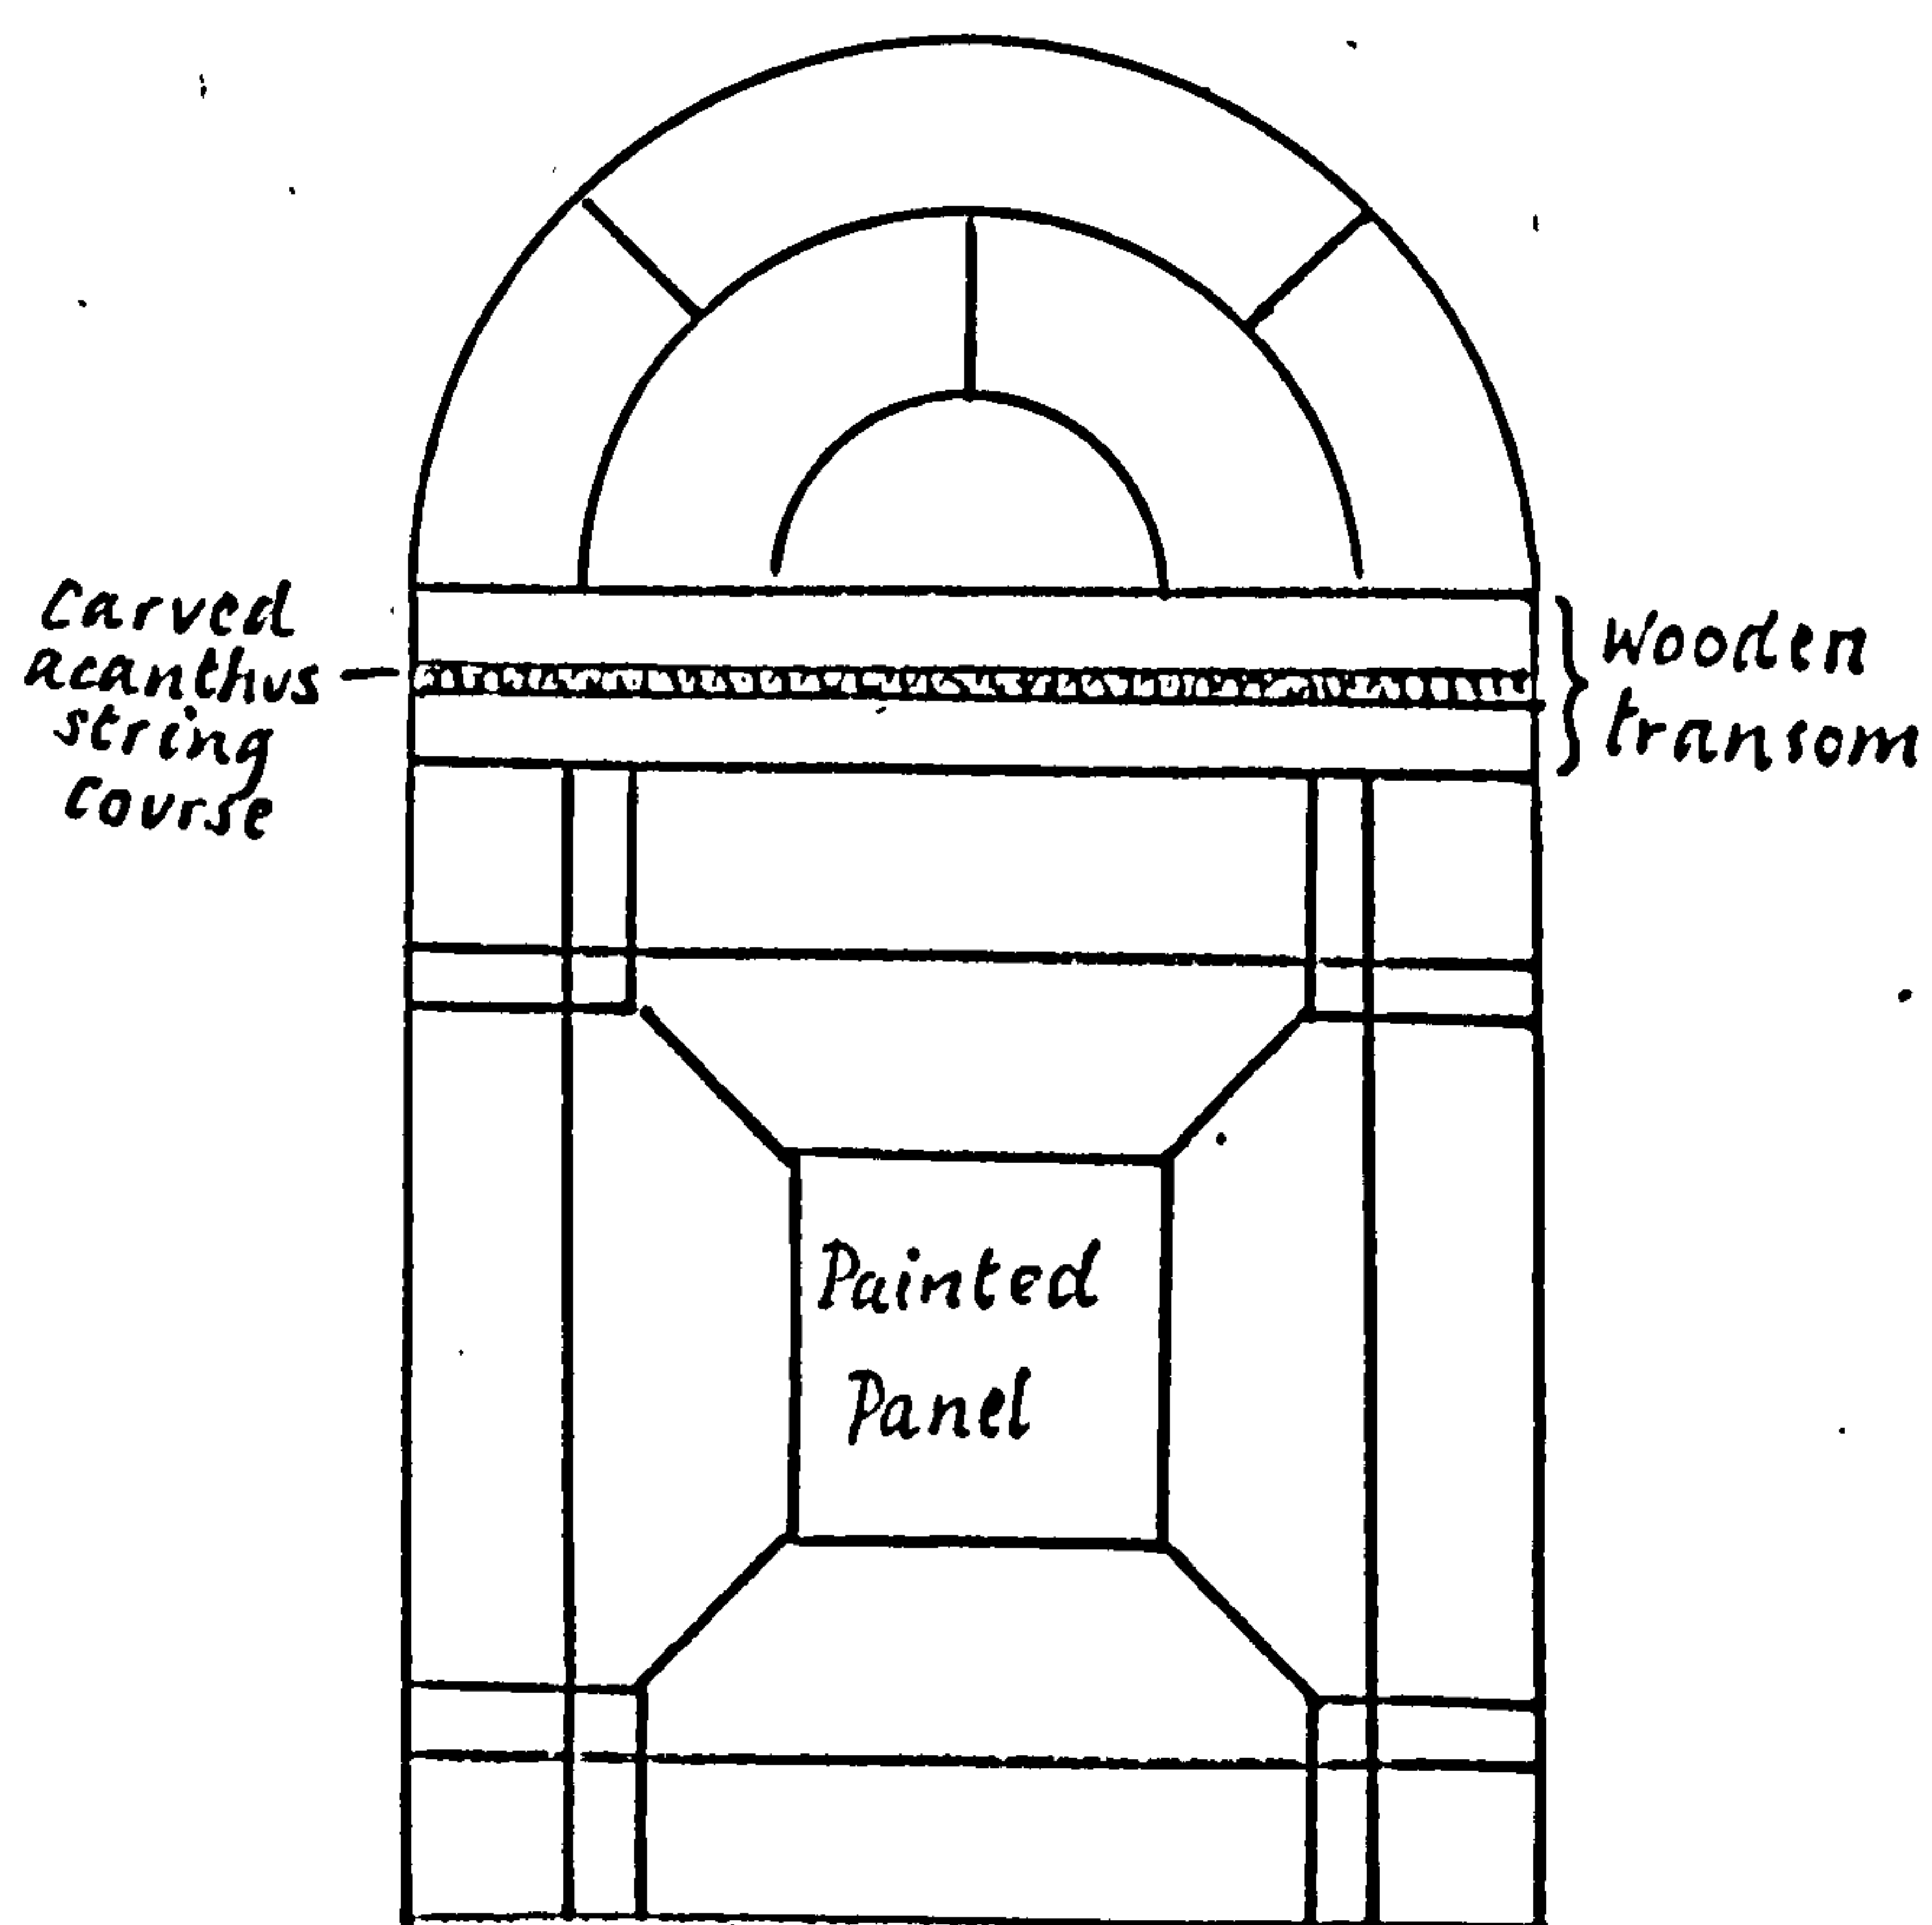 Carved
acanthus
string
course
Wooden
transom
Painted
Panel